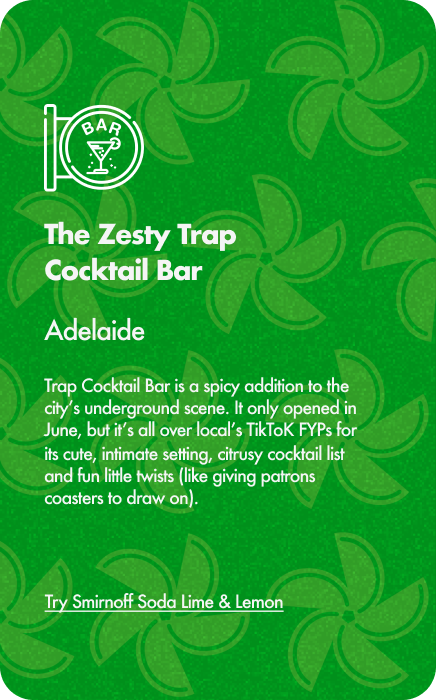 BAR
The Zesty Trap
Cocktail Bar
Adelaide
Trap Cocktail Bar is a spicy addition to the
city's underground scene. It only opened in
June, but it's all over local's TikToK FYPs for
its cute, intimate setting, citrusy cocktail list
and fun little twists (like giving patrons
coasters to draw on).
Try Smirnoff Soda Lime & Lemon